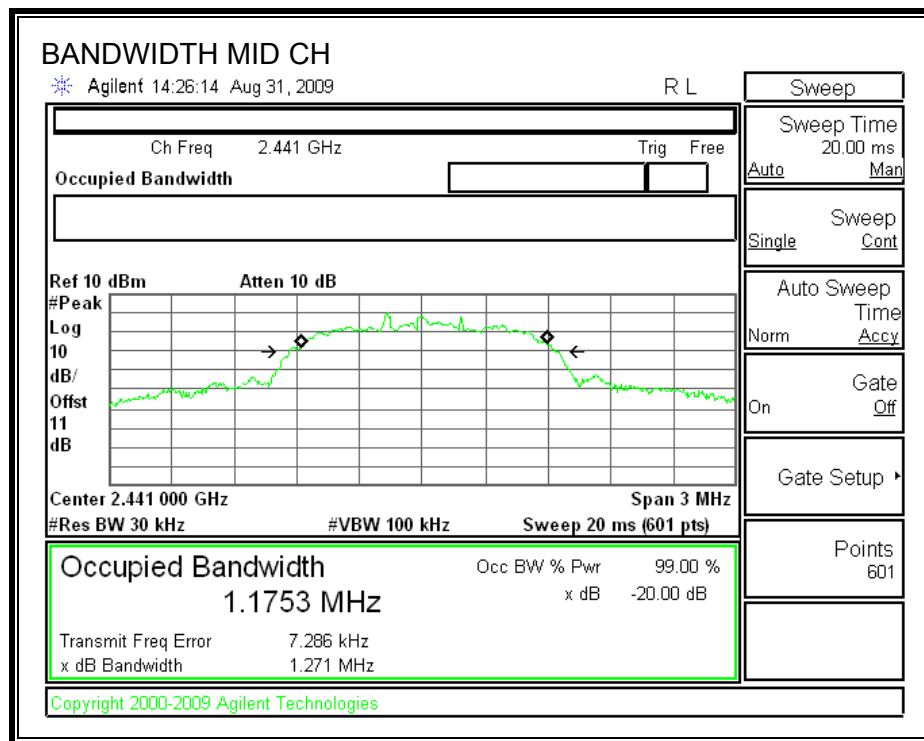 BANDWIDTH MID CH
Agilent 14:26:14 Aug 31, 2009 R L
Ch Freq 2.441 GHz Trig Free
Occupied Bandwidth
Ref 10 dBm Atten 10 dB
#Peak
Log
10
dB/
Offst
11
dB
Center 2.441 000 GHz Span 3 MHz
#Res BW 30 kHz #VBW 100 kHz Sweep 20 ms (601 pts)
Occupied Bandwidth
1.1753 MHz
Occ BW % Pwr 99.00 %
x dB -20.00 dB
Transmit Freq Error 7.286 kHz
x dB Bandwidth 1.271 MHz
Copyright 2000-2009 Agilent Technologies
Sweep
Sweep Time
20.00 ms
Auto Man
Sweep
Single Cont
Auto Sweep
Time
Norm Accy
Gate
On Off
Gate Setup
Points
601